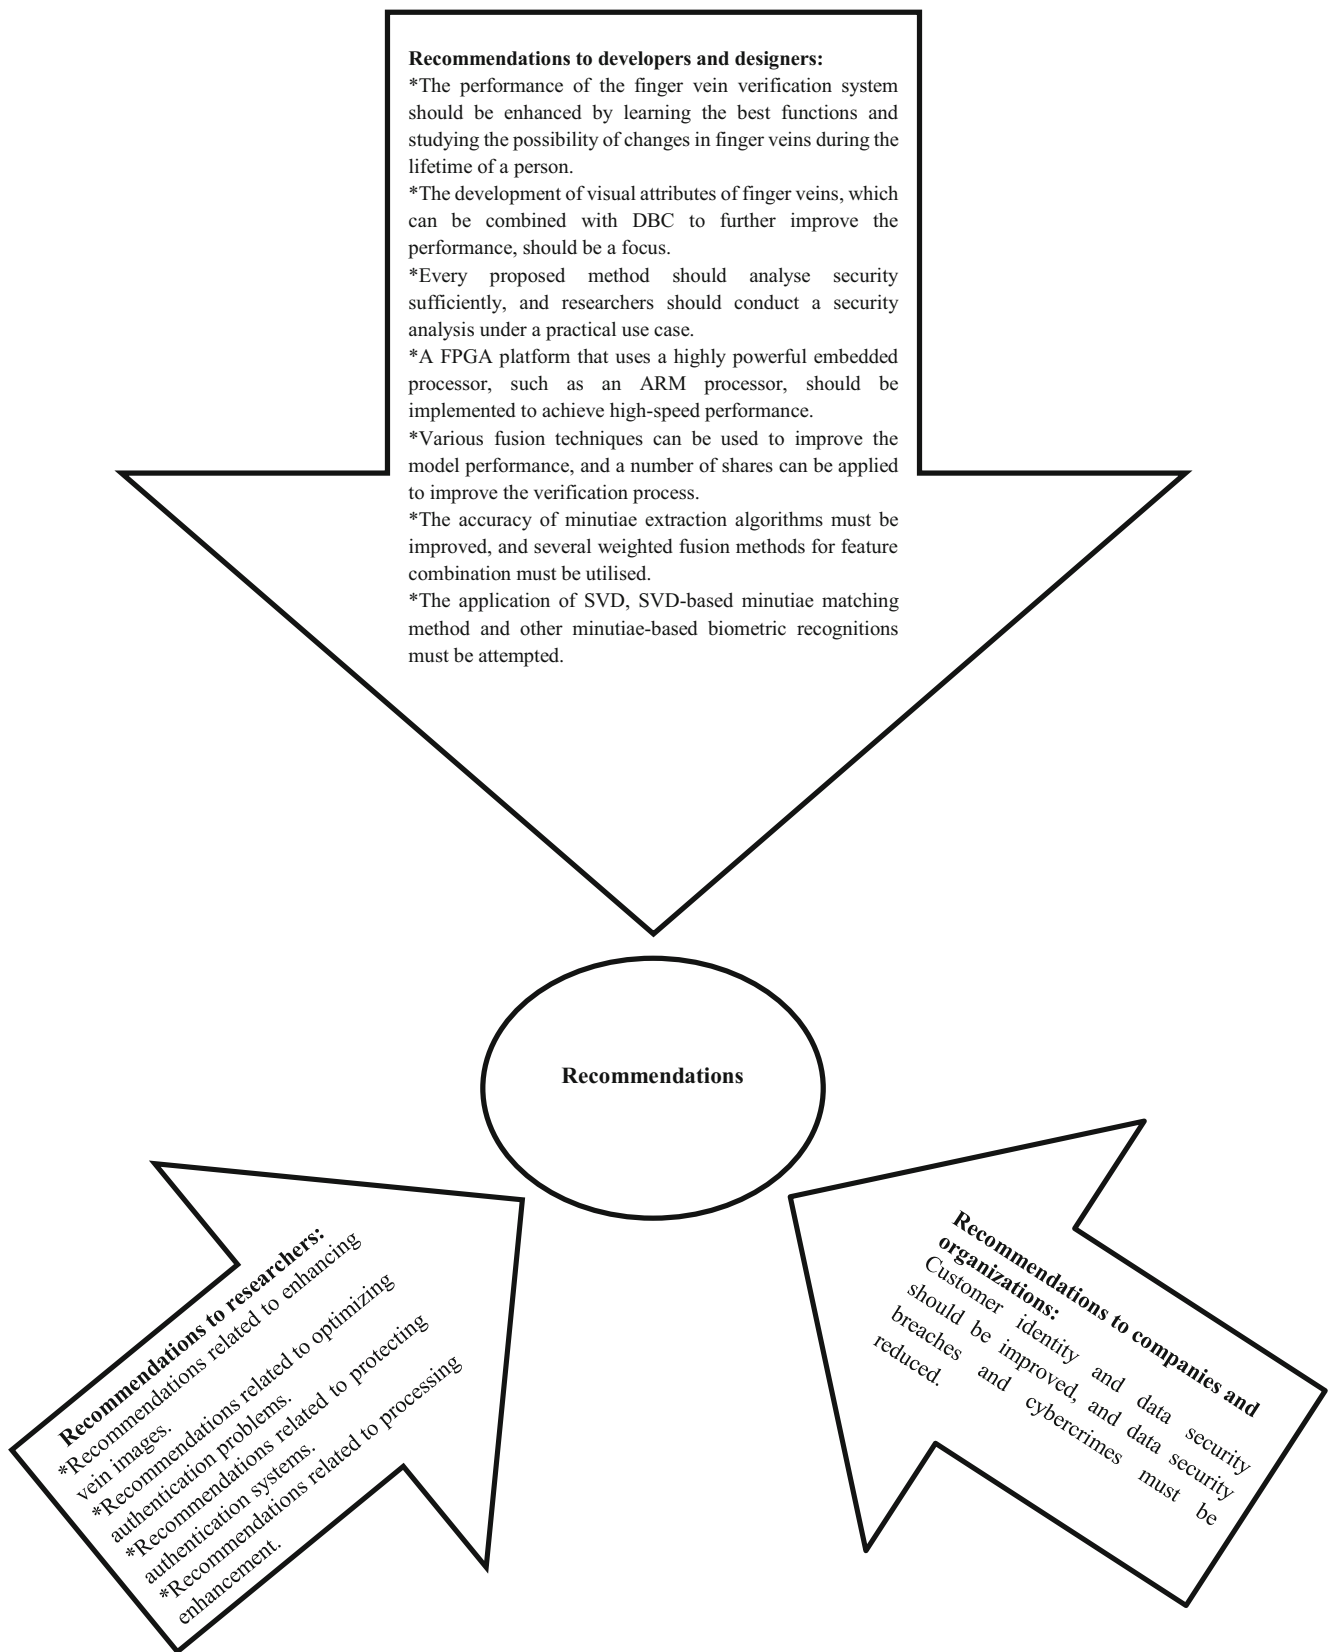 Recommendations to developers and designers:
*The performance of the finger vein verification system
should be enhanced by learning the best functions and
studying the possibility of changes in finger veins during the
lifetime of a person.
*The development of visual attributes of finger veins, which
can be combined with DBC to further improve the
performance, should be a focus.
*Every proposed method should analyse security
sufficiently, and researchers should conduct a security
analysis under a practical use case.
*A FPGA platform that uses a highly powerful embedded
processor, such as an ARM processor, should be
implemented to achieve high-speed performance.
*Various fusion techniques can be used to improve the
model performance, and a number of shares can be applied
to improve the verification process.
*The accuracy of minutiae extraction algorithms must be
improved, and several weighted fusion methods for feature
combination must be utilised.
*The application of SVD, SVD-based minutiae matching
method and other minutiae-based biometric recognitions
must be attempted.
Recommendations
Recommendations to researchers:
*Recommendations related to enhancing
vein images.
*Recommendations related to optimizing
authentication problems.
*Recommendations related to protecting
authentication systems.
*Recommendations related to processing
enhancement.
Recommendations to companies and
organizations:
Customer identity and data security
should be improved, and data security
breaches and cybercrimes must be
reduced.